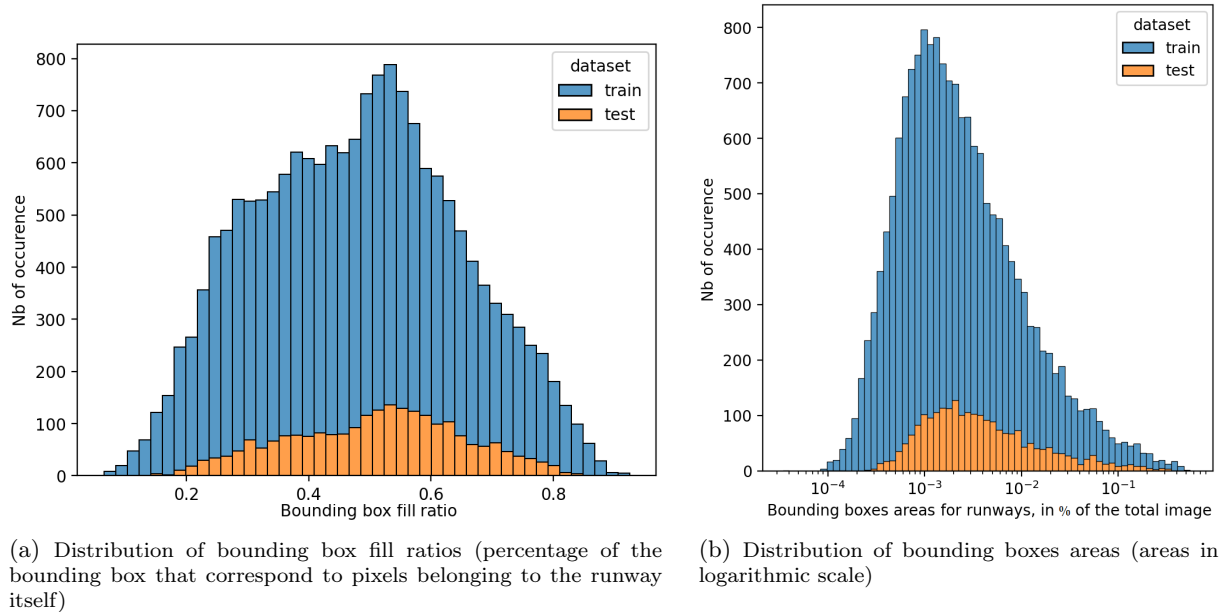 800
700
600
500
400
300
200
100
0
Nb of occurence
dataset
train
test
0.2 0.4 0.6 0.8
Bounding box fill ratio
(a) Distribution of bounding box fill ratios (percentage of the
bounding box that correspond to pixels belonging to the runway
itself)
800
700
600
500
400
300
200
100
0
Nb of occurence
dataset
train
test
10⁻⁴ 10⁻³ 10⁻² 10⁻¹
Bounding boxes areas for runways, in % of the total image
(b) Distribution of bounding boxes areas (areas in
logarithmic scale)